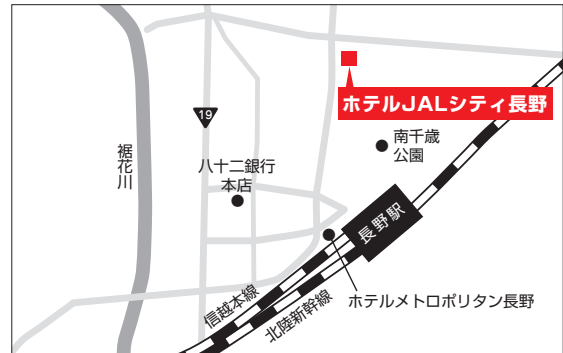 ホテルJALシティ長野
19
南千歳
公園
裾花川
八十二銀行
本店
長野駅
信越本線
北陸新幹線
ホテルメトロポリタン長野